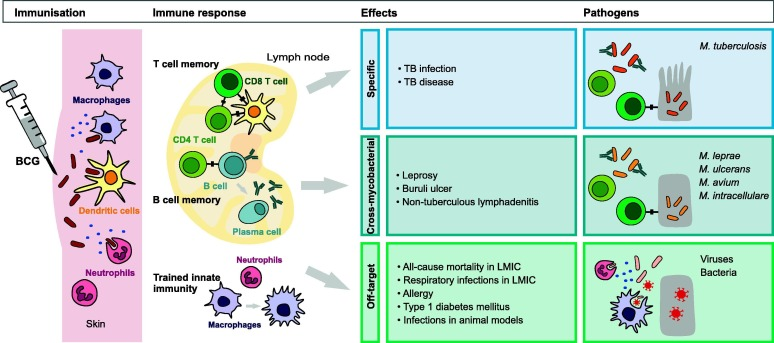 Immunisation
Immune response
Effects
Pathogens
BCG
Macrophages
Dendritic cells
Neutrophils
Skin
Lymph node
T cell memory
CD8 T cell
CD4 T cell
B cell
B cell memory
Plasma cell
Trained innate
immunity
Neutrophils
Macrophages
Specific
• TB infection
• TB disease
M. tuberculosis
Cross-mycobacterial
• Leprosy
• Buruli ulcer
• Non-tuberculous lymphadenitis
M. leprae
M. ulcerans
M. avium
M. intracellulare
Off-target
• All-cause mortality in LMIC
• Respiratory infections in LMIC
• Allergy
• Type 1 diabetes mellitus
• Infections in animal models
Viruses
Bacteria